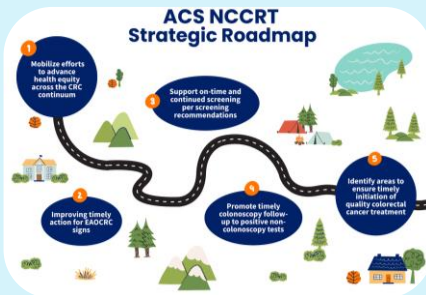 ACS NCCRT
Strategic Roadmap
1
Mobilize efforts
to advance
health equity
across the CRC
continuum
2
Improving timely
action for EAOCRC
signs
3
Support on-time and
continued screening
per screening
recommendations
4
Promote timely
colonoscopy follow-
up to positive non-
colonoscopy tests
5
Identify areas to
ensure timely
initiation of
quality colorectal
cancer treatment